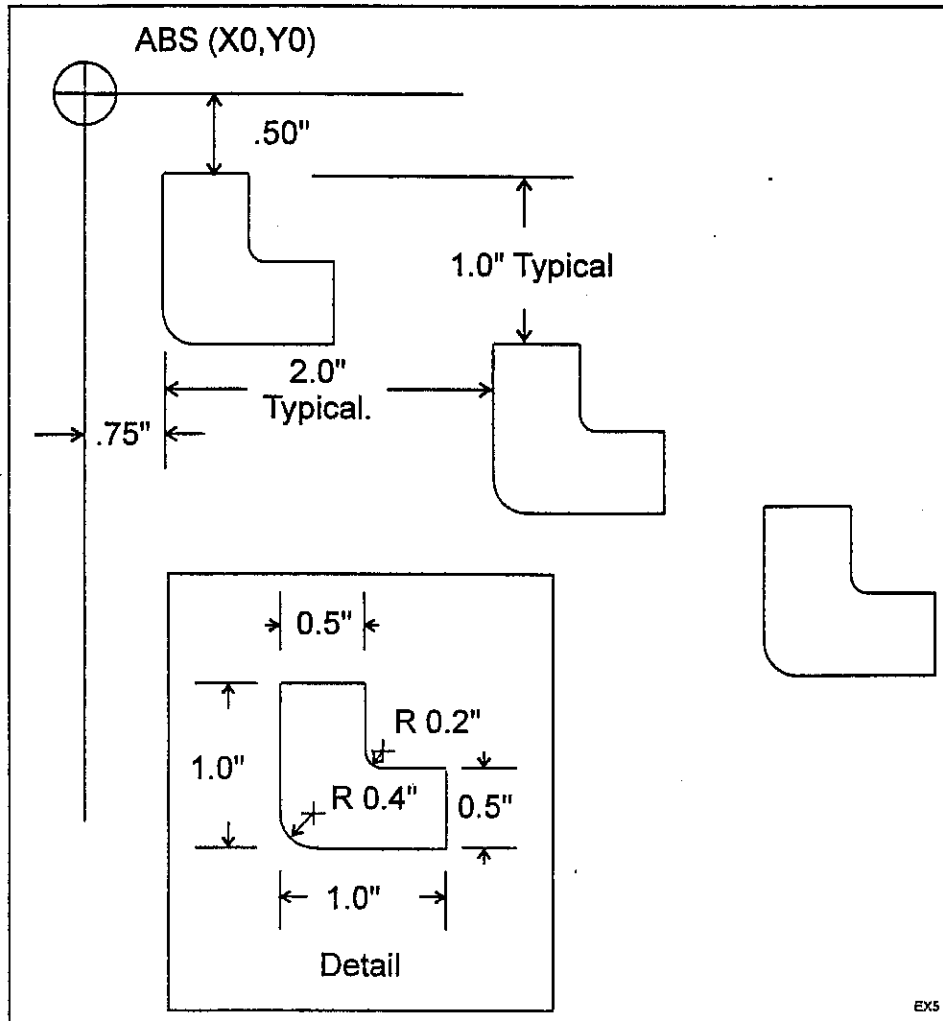 ABS (X0,Y0)
.50"
1.0" Typical
2.0"
Typical.
.75"
0.5"
R 0.2"
1.0"
R 0.4"
0.5"
1.0"
Detail
EX5